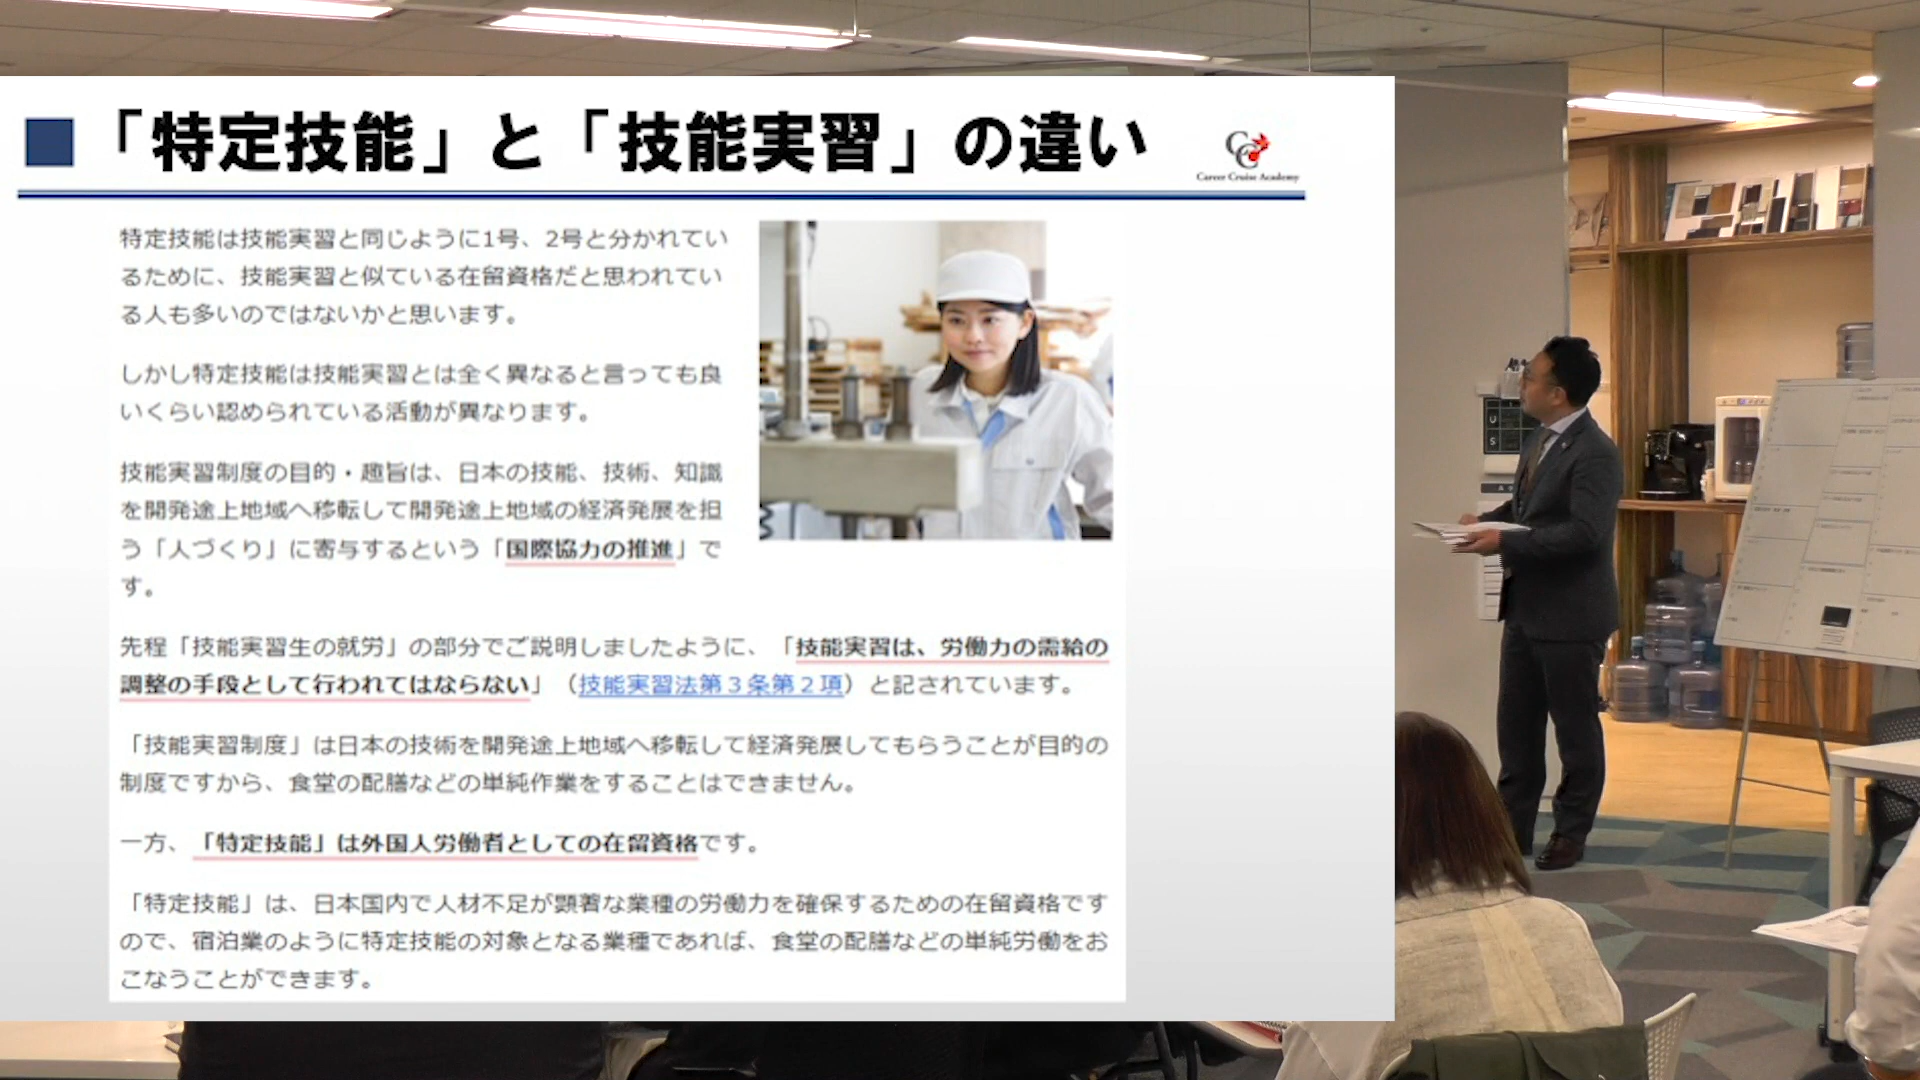 「特定技能」と「技能実習」の違い
CC
Career Cruise Academy
特定技能は技能実習と同じように1号、2号と分かれてい
るために、技能実習と似ている在留資格だと思われてい
る人も多いのではないかと思います。
しかし特定技能は技能実習とは全く異なると言っても良
いくらい認められている活動が異なります。
技能実習制度の目的・趣旨は、日本の技能、技術、知識
を開発途上地域へ移転して開発途上地域の経済発展を担
う「人づくり」に寄与するという「国際協力の推進」で
す。
先程「技能実習生の就労」の部分でご説明しましたように、「技能実習は、労働力の需給の
調整の手段として行われてはならない」（技能実習法第３条第２項）と記されています。
「技能実習制度」は日本の技術を開発途上地域へ移転して経済発展してもらうことが目的の
制度ですから、食堂の配膳などの単純作業をすることはできません。
一方、「特定技能」は外国人労働者としての在留資格です。
「特定技能」は、日本国内で人材不足が顕著な業種の労働力を確保するための在留資格です
ので、宿泊業のように特定技能の対象となる業種であれば、食堂の配膳などの単純労働をお
こなうことができます。